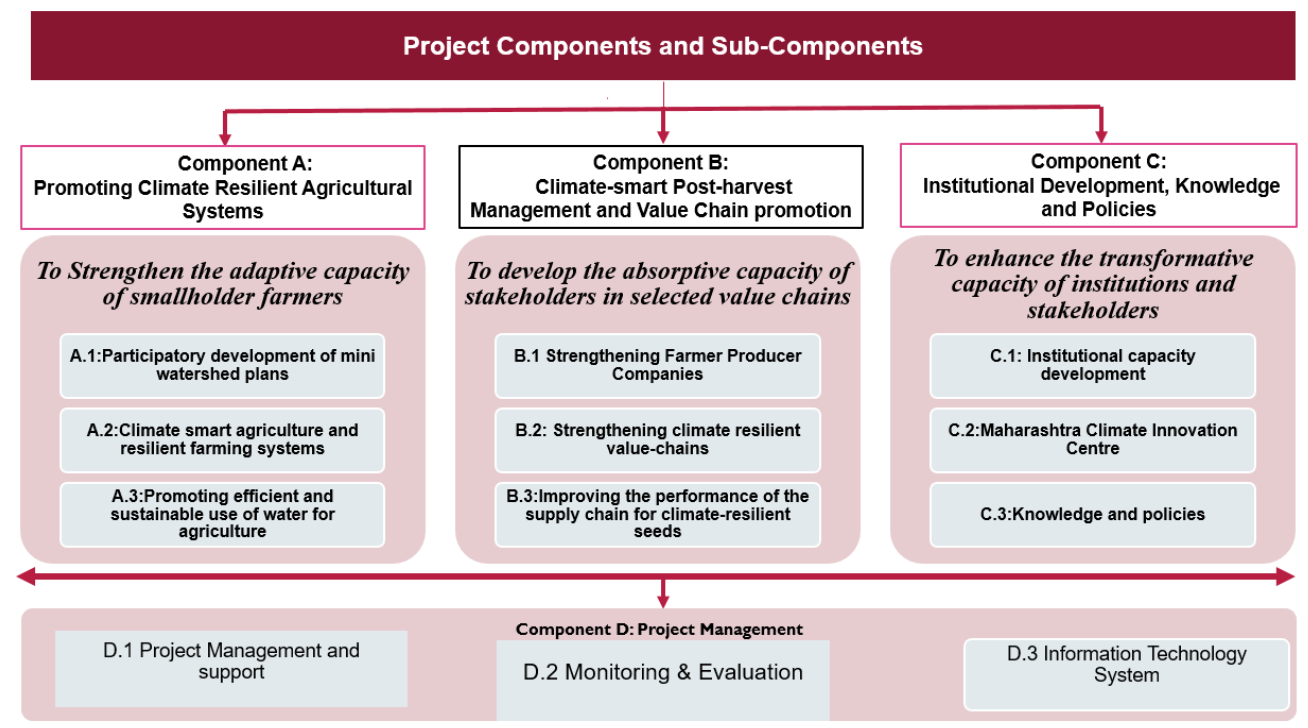 Project Components and Sub-Components
Component A:
Promoting Climate Resilient Agricultural
Systems
To Strengthen the adaptive capacity
of smallholder farmers
A.1:Participatory development of mini
watershed plans
A.2:Climate smart agriculture and
resilient farming systems
A.3:Promoting efficient and
sustainable use of water for
agriculture
Component B:
Climate-smart Post-harvest
Management and Value Chain promotion
To develop the absorptive capacity of
stakeholders in selected value chains
B.1 Strengthening Farmer Producer
Companies
B.2: Strengthening climate resilient
value-chains
B.3:Improving the performance of the
supply chain for climate-resilient
seeds
Component C:
Institutional Development, Knowledge
and Policies
To enhance the transformative
capacity of institutions and
stakeholders
C.1: Institutional capacity
development
C.2:Maharashtra Climate Innovation
Centre
C.3:Knowledge and policies
Component D: Project Management
D.1 Project Management and
support
D.2 Monitoring & Evaluation
D.3 Information Technology
System